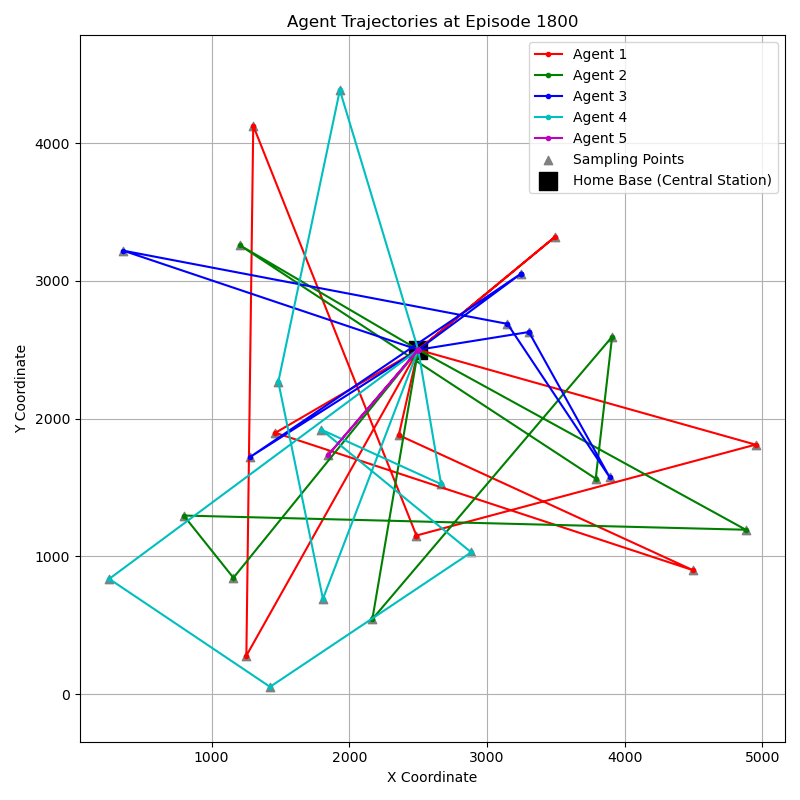 Agent Trajectories at Episode 1800
Agent 1
Agent 2
Agent 3
Agent 4
Agent 5
Sampling Points
Home Base (Central Station)
Y Coordinate
4000
3000
2000
1000
0
1000
2000
3000
4000
5000
X Coordinate